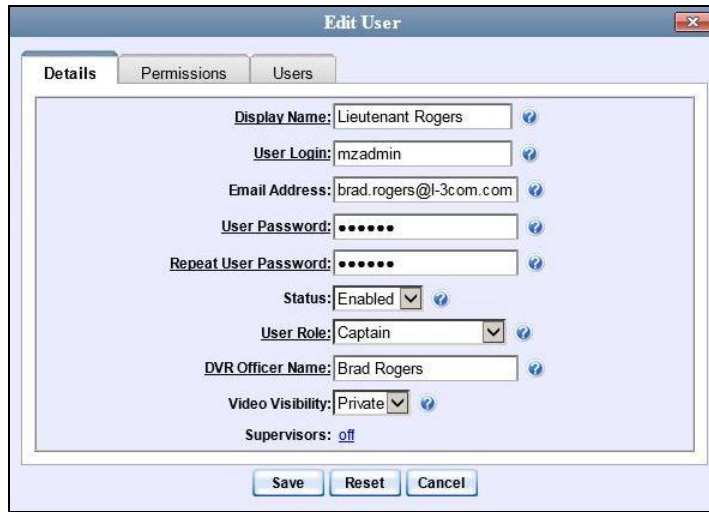 Edit User
Details Permissions Users
Display Name: Lieutenant Rogers ?
User Login: mzadmin ?
Email Address: brad.rogers@l-3com.com ?
User Password: ●●●●●● ?
Repeat User Password: ●●●●●● ?
Status: Enabled ?
User Role: Captain ?
DVR Officer Name: Brad Rogers ?
Video Visibility: Private ?
Supervisors: off
Save Reset Cancel